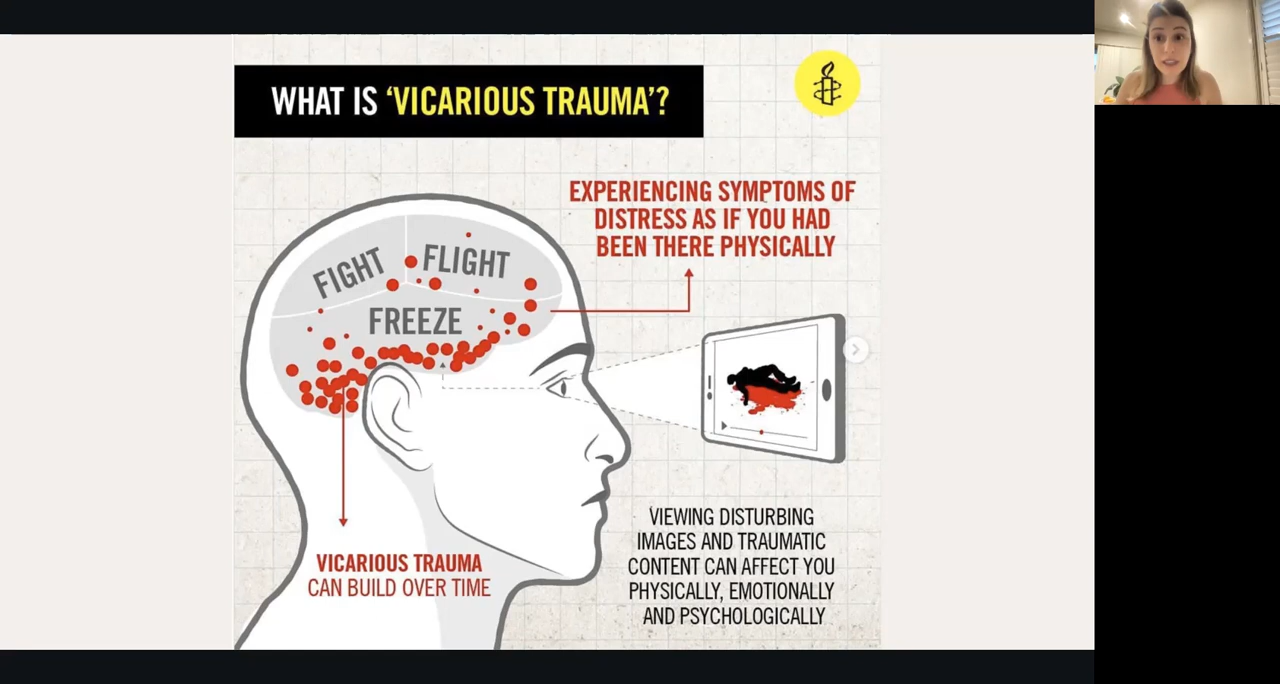 WHAT IS ‘VICARIOUS TRAUMA’?
EXPERIENCING SYMPTOMS OF
DISTRESS AS IF YOU HAD
BEEN THERE PHYSICALLY
FIGHT
FLIGHT
FREEZE
VICARIOUS TRAUMA
CAN BUILD OVER TIME
VIEWING DISTURBING
IMAGES AND TRAUMATIC
CONTENT CAN AFFECT YOU
PHYSICALLY, EMOTIONALLY
AND PSYCHOLOGICALLY